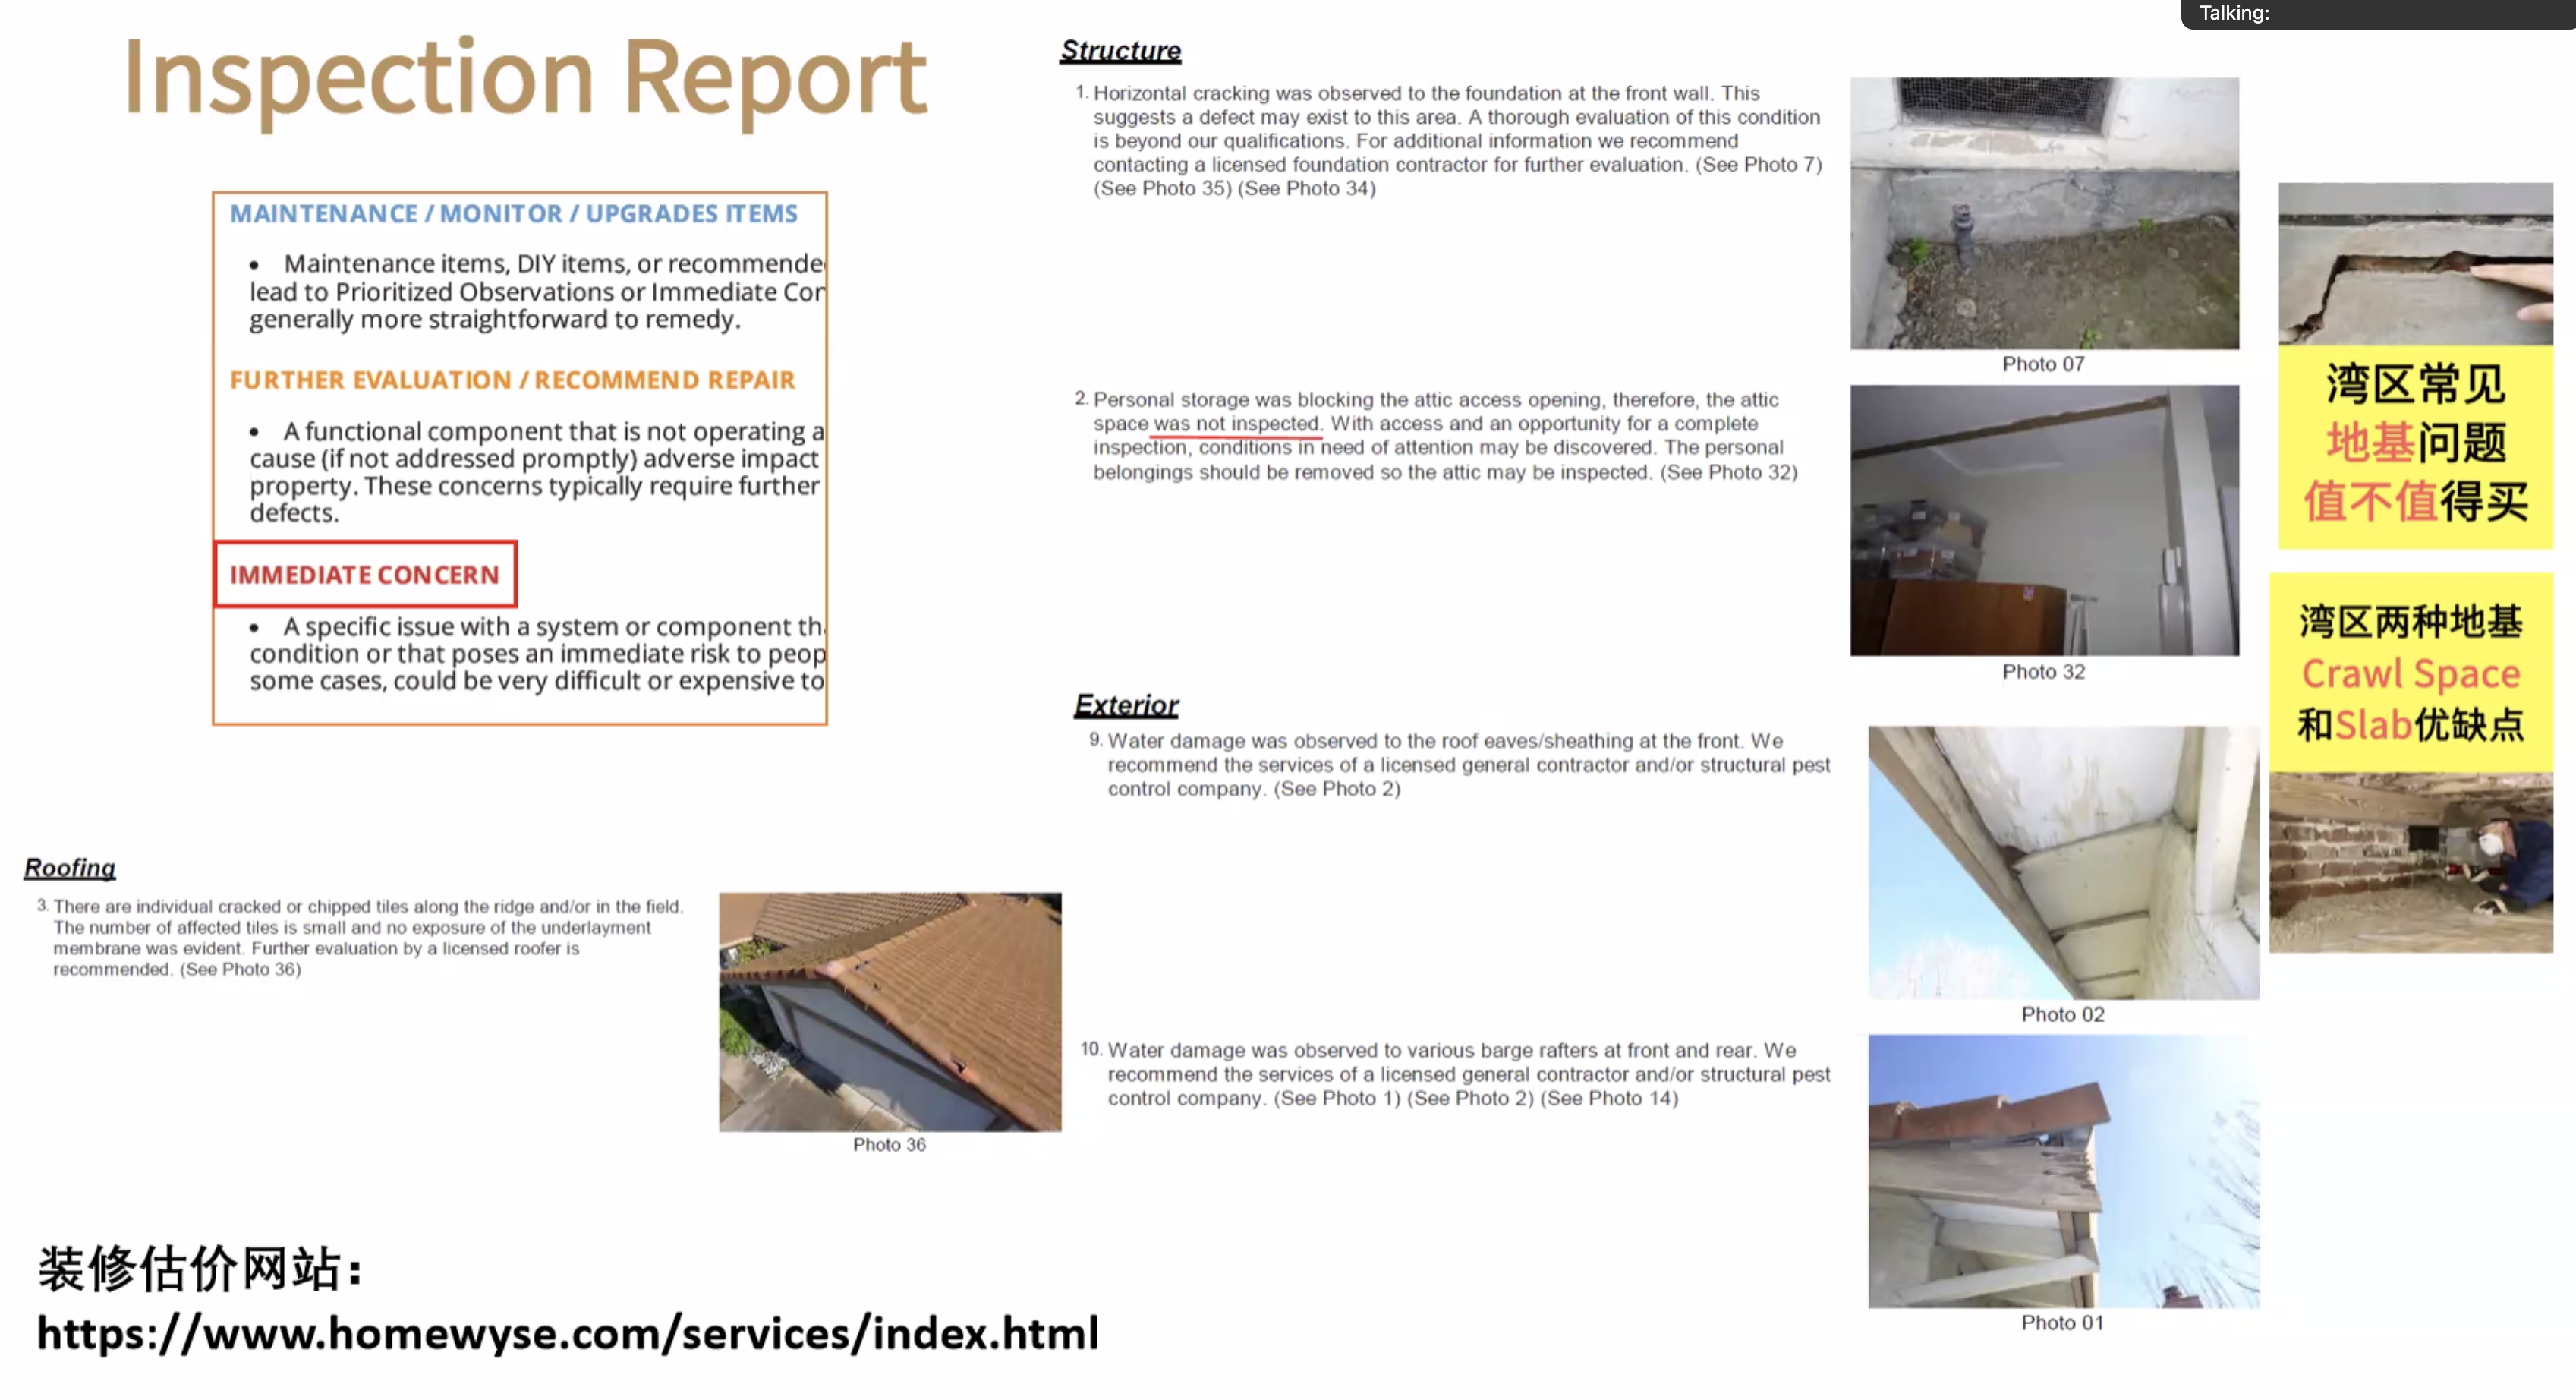 Talking:
Inspection Report
MAINTENANCE / MONITOR / UPGRADES ITEMS
• Maintenance items, DIY items, or recommende
lead to Prioritized Observations or Immediate Con
generally more straightforward to remedy.
FURTHER EVALUATION / RECOMMEND REPAIR
• A functional component that is not operating a
cause (if not addressed promptly) adverse impact
property. These concerns typically require further
defects.
IMMEDIATE CONCERN
• A specific issue with a system or component tha
condition or that poses an immediate risk to peop
some cases, could be very difficult or expensive to
Roofing
3. There are individual cracked or chipped tiles along the ridge and/or in the field.
The number of affected tiles is small and no exposure of the underlayment
membrane was evident. Further evaluation by a licensed roofer is
recommended. (See Photo 36)
Photo 36
装修估价网站：
https://www.homewyse.com/services/index.html
Structure
1. Horizontal cracking was observed to the foundation at the front wall. This
suggests a defect may exist to this area. A thorough evaluation of this condition
is beyond our qualifications. For additional information we recommend
contacting a licensed foundation contractor for further evaluation. (See Photo 7)
(See Photo 35) (See Photo 34)
Photo 07
2. Personal storage was blocking the attic access opening, therefore, the attic
space was not inspected. With access and an opportunity for a complete
inspection, conditions in need of attention may be discovered. The personal
belongings should be removed so the attic may be inspected. (See Photo 32)
Photo 32
Exterior
9. Water damage was observed to the roof eaves/sheathing at the front. We
recommend the services of a licensed general contractor and/or structural pest
control company. (See Photo 2)
Photo 02
10. Water damage was observed to various barge rafters at front and rear. We
recommend the services of a licensed general contractor and/or structural pest
control company. (See Photo 1) (See Photo 2) (See Photo 14)
Photo 01
湾区常见
地基问题
值不值得买
湾区两种地基
Crawl Space
和Slab优缺点